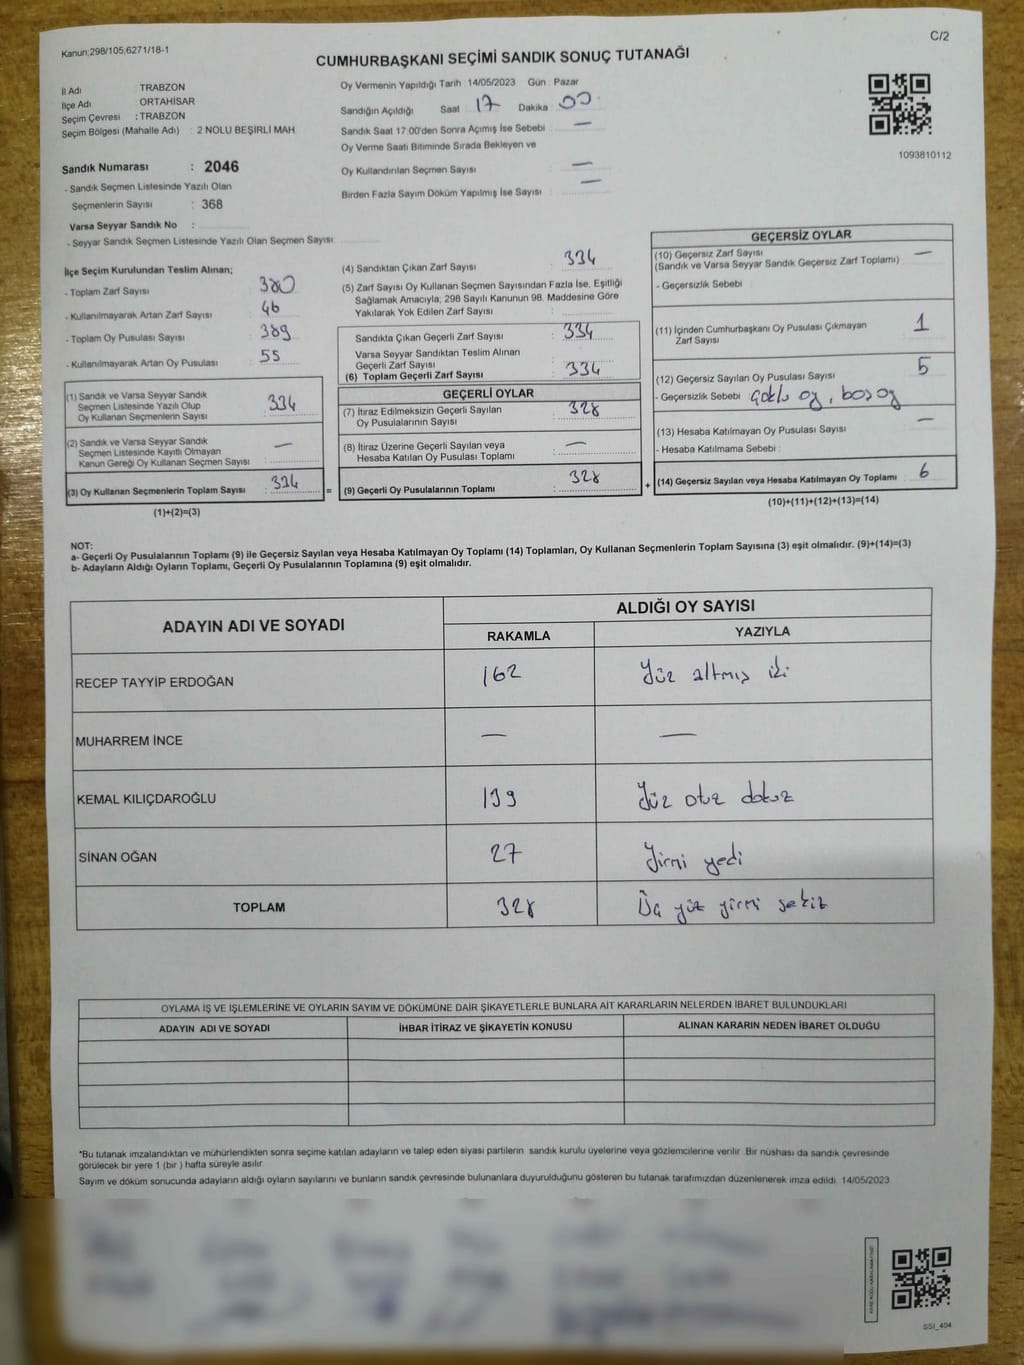 Kanun:298/105,6271/18-1
C/2
CUMHURBAŞKANI SEÇİMİ SANDIK SONUÇ TUTANAĞI
İl Adı TRABZON
İlçe Adı ORTAHİSAR
Seçim Çevresi : TRABZON
Seçim Bölgesi (Mahalle Adı) : 2 NOLU BEŞİRLİ MAH
Sandık Numarası : 2046
- Sandık Seçmen Listesinde Yazılı Olan
Seçmenlerin Sayısı : 368
Varsa Seyyar Sandık No :
- Seyyar Sandık Seçmen Listesinde Yazılı Olan Seçmen Sayısı
Oy Vermenin Yapıldığı Tarih 14/05/2023 Gün : Pazar
Sandığın Açıldığı Saat 17 Dakika 00
Sandık Saat 17.00'den Sonra Açımış İse Sebebi : —
Oy Verme Saati Bitiminde Sırada Bekleyen ve
Oy Kullandırılan Seçmen Sayısı —
Birden Fazla Sayım Döküm Yapılmış İse Sayısı —
1093810112
İlçe Seçim Kurulundan Teslim Alınan;
- Toplam Zarf Sayısı : 380
- Kullanılmayarak Artan Zarf Sayısı : 46
- Toplam Oy Pusulası Sayısı : 389
- Kullanılmayarak Artan Oy Pusulası : 55
(1) Sandık ve Varsa Seyyar Sandık
Seçmen Listesinde Yazılı Olup
Oy Kullanan Seçmenlerin Sayısı : 334
(2) Sandık ve Varsa Seyyar Sandık
Seçmen Listesinde Kayıtlı Olmayan
Kanun Gereği Oy Kullanan Seçmen Sayısı : —
(3) Oy Kullanan Seçmenlerin Toplam Sayısı : 334
(1)+(2)=(3)
=
(4) Sandıktan Çıkan Zarf Sayısı : 334
(5) Zarf Sayısı Oy Kullanan Seçmen Sayısından Fazla İse, Eşitliği
Sağlamak Amacıyla; 298 Sayılı Kanunun 98. Maddesine Göre
Yakılarak Yok Edilen Zarf Sayısı :
Sandıkta Çıkan Geçerli Zarf Sayısı : 334
Varsa Seyyar Sandıktan Teslim Alınan
Geçerli Zarf Sayısı :
(6) Toplam Geçerli Zarf Sayısı : 334
GEÇERLİ OYLAR
(7) İtiraz Edilmeksizin Geçerli Sayılan
Oy Pusulalarının Sayısı : 328
(8) İtiraz Üzerine Geçerli Sayılan veya
Hesaba Katılan Oy Pusulası Toplamı : —
(9) Geçerli Oy Pusulalarının Toplamı : 328
+
GEÇERSİZ OYLAR
(10) Geçersiz Zarf Sayısı
(Sandık ve Varsa Seyyar Sandık Geçersiz Zarf Toplamı) —
- Geçersizlik Sebebi :
(11) İçinden Cumhurbaşkanı Oy Pusulası Çıkmayan
Zarf Sayısı 1
(12) Geçersiz Sayılan Oy Pusulası Sayısı 5
- Geçersizlik Sebebi çoklu oy, boş oy
(13) Hesaba Katılmayan Oy Pusulası Sayısı —
- Hesaba Katılmama Sebebi :
(14) Geçersiz Sayılan veya Hesaba Katılmayan Oy Toplamı : 6
(10)+(11)+(12)+(13)=(14)
NOT:
a- Geçerli Oy Pusulalarının Toplamı (9) ile Geçersiz Sayılan veya Hesaba Katılmayan Oy Toplamı (14) Toplamları, Oy Kullanan Seçmenlerin Toplam Sayısına (3) eşit olmalıdır. (9)+(14)=(3)
b- Adayların Aldığı Oyların Toplamı, Geçerli Oy Pusulalarının Toplamına (9) eşit olmalıdır.
ADAYIN ADI VE SOYADI ALDIĞI OY SAYISI
RAKAMLA YAZIYLA
RECEP TAYYİP ERDOĞAN 162 Yüz altmış iki
MUHARREM İNCE — —
KEMAL KILIÇDAROĞLU 139 Yüz otuz dokuz
SİNAN OĞAN 27 Yirmi yedi
TOPLAM 328 Üç yüz yirmi sekiz
OYLAMA İŞ VE İŞLEMLERİNE VE OYLARIN SAYIM VE DÖKÜMÜNE DAİR ŞİKAYETLERLE BUNLARA AİT KARARLARIN NELERDEN İBARET BULUNDUKLARI
ADAYIN ADI VE SOYADI İHBAR İTİRAZ VE ŞİKAYETİN KONUSU ALINAN KARARIN NEDEN İBARET OLDUĞU
*Bu tutanak imzalandıktan ve mühürlendikten sonra seçime katılan adayların ve talep eden siyasi partilerin sandık kurulu üyelerine veya gözlemcilerine verilir. Bir nüshası da sandık çevresinde
görülecek bir yere 1 (bir ) hafta süreyle asılır.
Sayım ve döküm sonucunda adayların aldığı oyların sayılarını ve bunların sandık çevresinde bulunanlara duyurulduğunu gösteren bu tutanak tarafımızdan düzenlenerek imza edildi. 14/05/2023
SSI_404